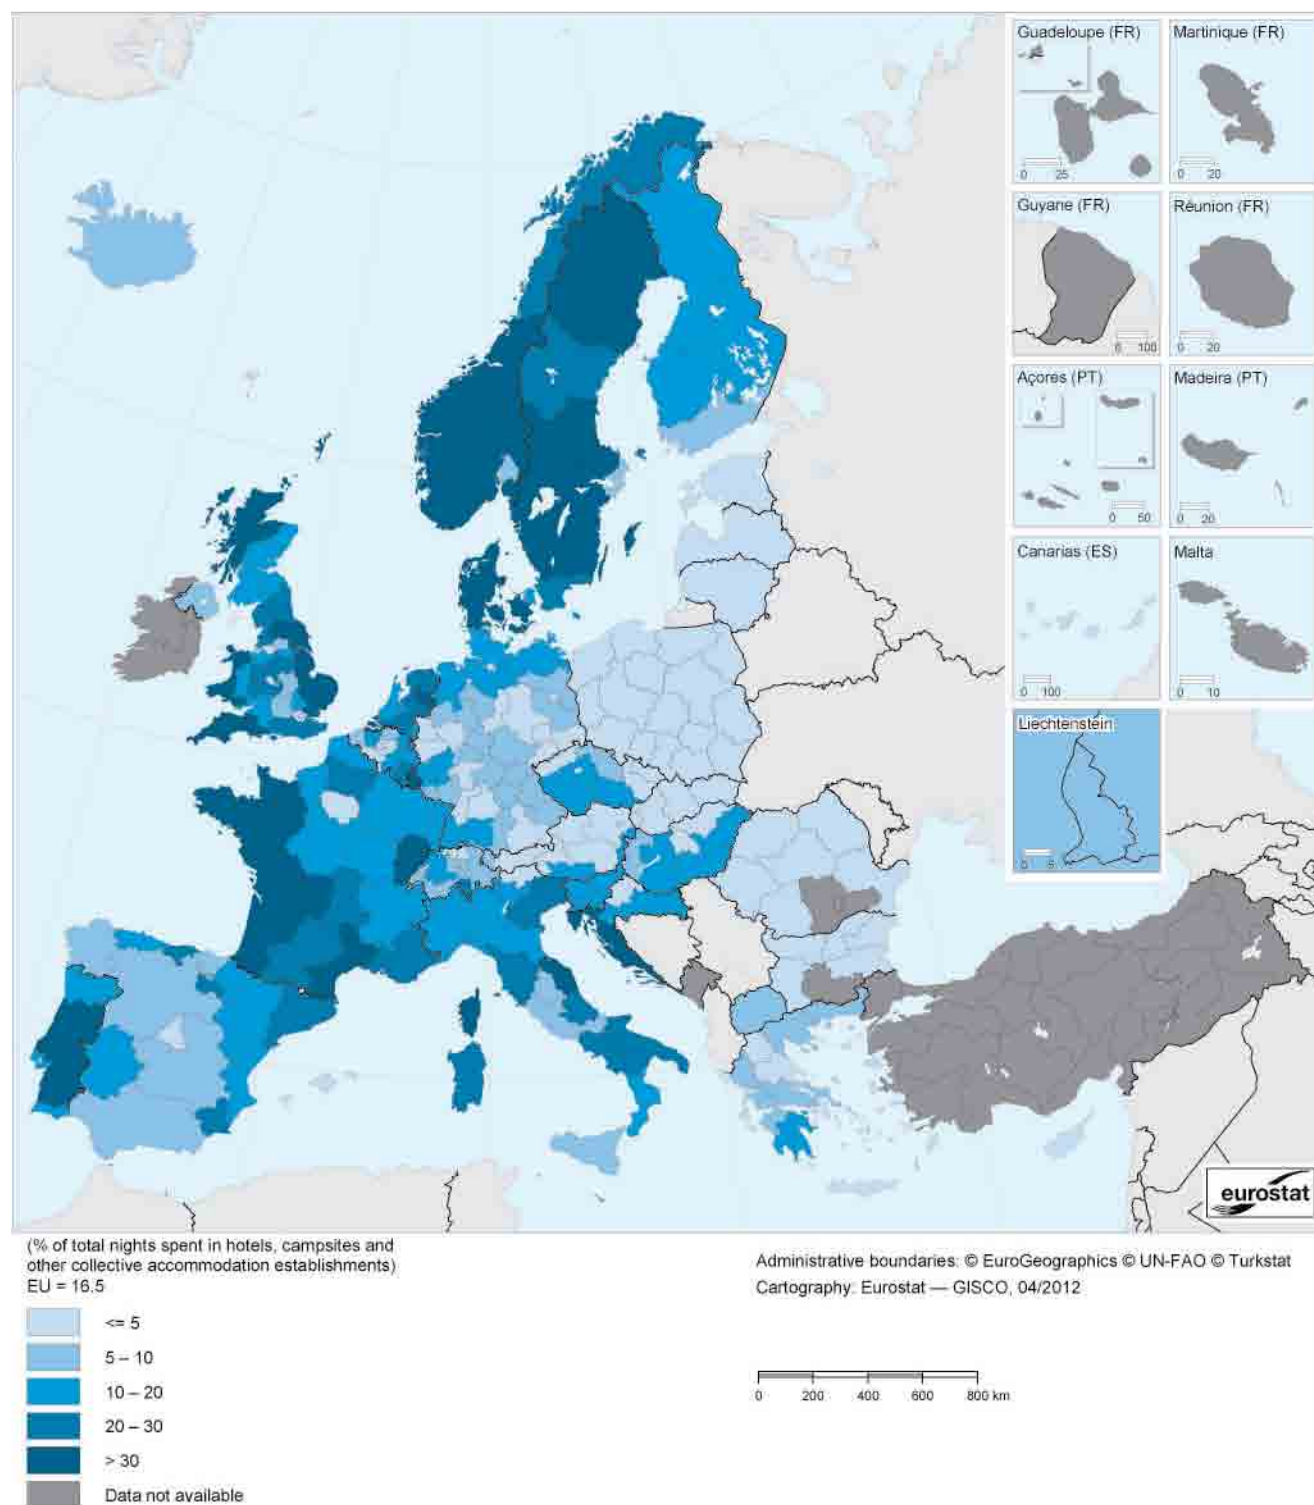 Guadeloupe (FR)
0 25
Martinique (FR)
0 20
Guyane (FR)
0 100
Réunion (FR)
0 20
Açores (PT)
0 50
Madeira (PT)
0 20
Canarias (ES)
0 100
Malta
0 10
Liechtenstein
eurostat
(% of total nights spent in hotels, campsites and
other collective accommodation establishments)
EU = 16.5
<= 5
5 – 10
10 – 20
20 – 30
> 30
Data not available
Administrative boundaries: © EuroGeographics © UN-FAO © Turkstat
Cartography: Eurostat — GISCO, 04/2012
0 200 400 600 800 km